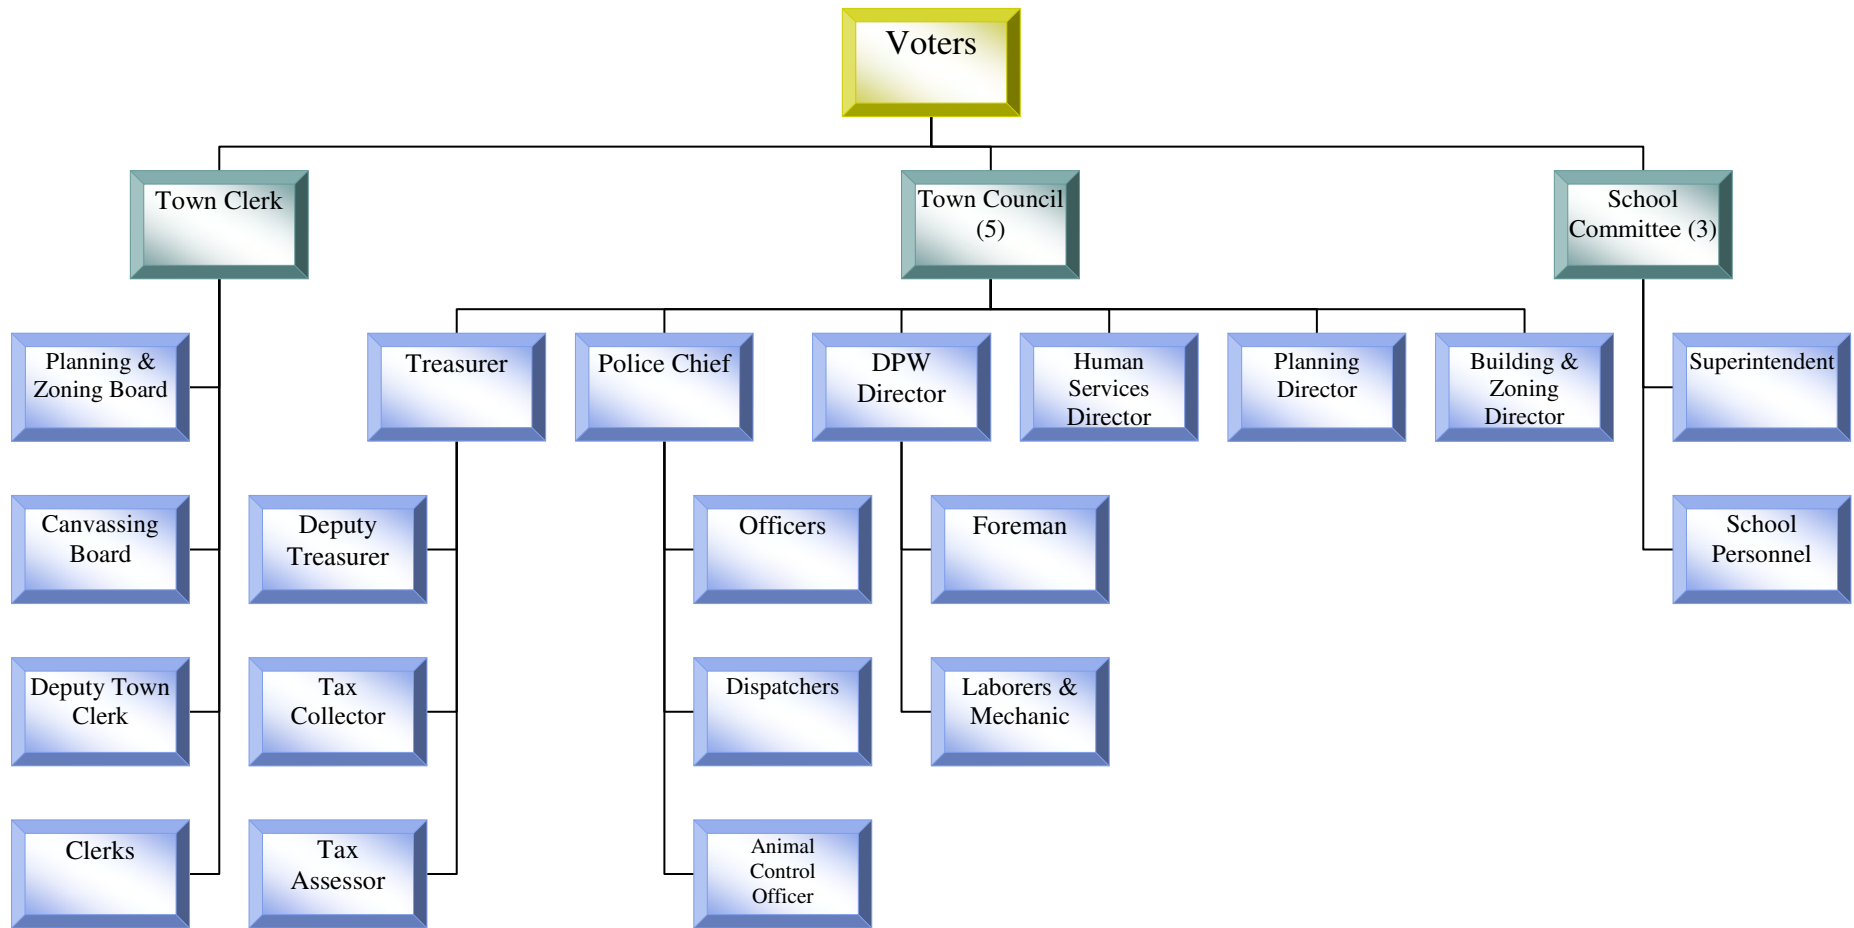 Voters
Town Clerk
Town Council
(5)
School
Committee (3)
Planning &
Zoning Board
Treasurer
Police Chief
DPW
Director
Human
Services
Director
Planning
Director
Building &
Zoning
Director
Superintendent
Canvassing
Board
Deputy
Treasurer
Officers
Foreman
School
Personnel
Deputy Town
Clerk
Tax
Collector
Dispatchers
Laborers &
Mechanic
Clerks
Tax
Assessor
Animal
Control
Officer